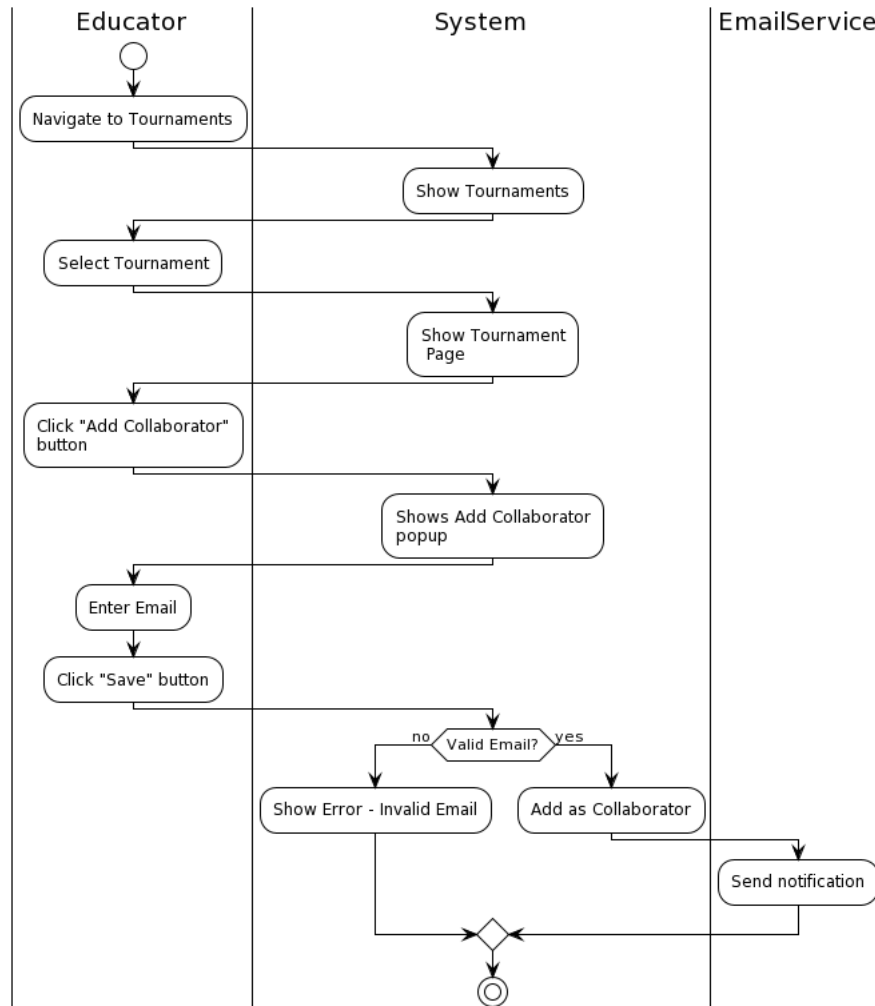 Educator
System
EmailService
Navigate to Tournaments
Show Tournaments
Select Tournament
Show Tournament
Page
Click "Add Collaborator"
button
Shows Add Collaborator
popup
Enter Email
Click "Save" button
no
Valid Email?
yes
Show Error - Invalid Email
Add as Collaborator
Send notification